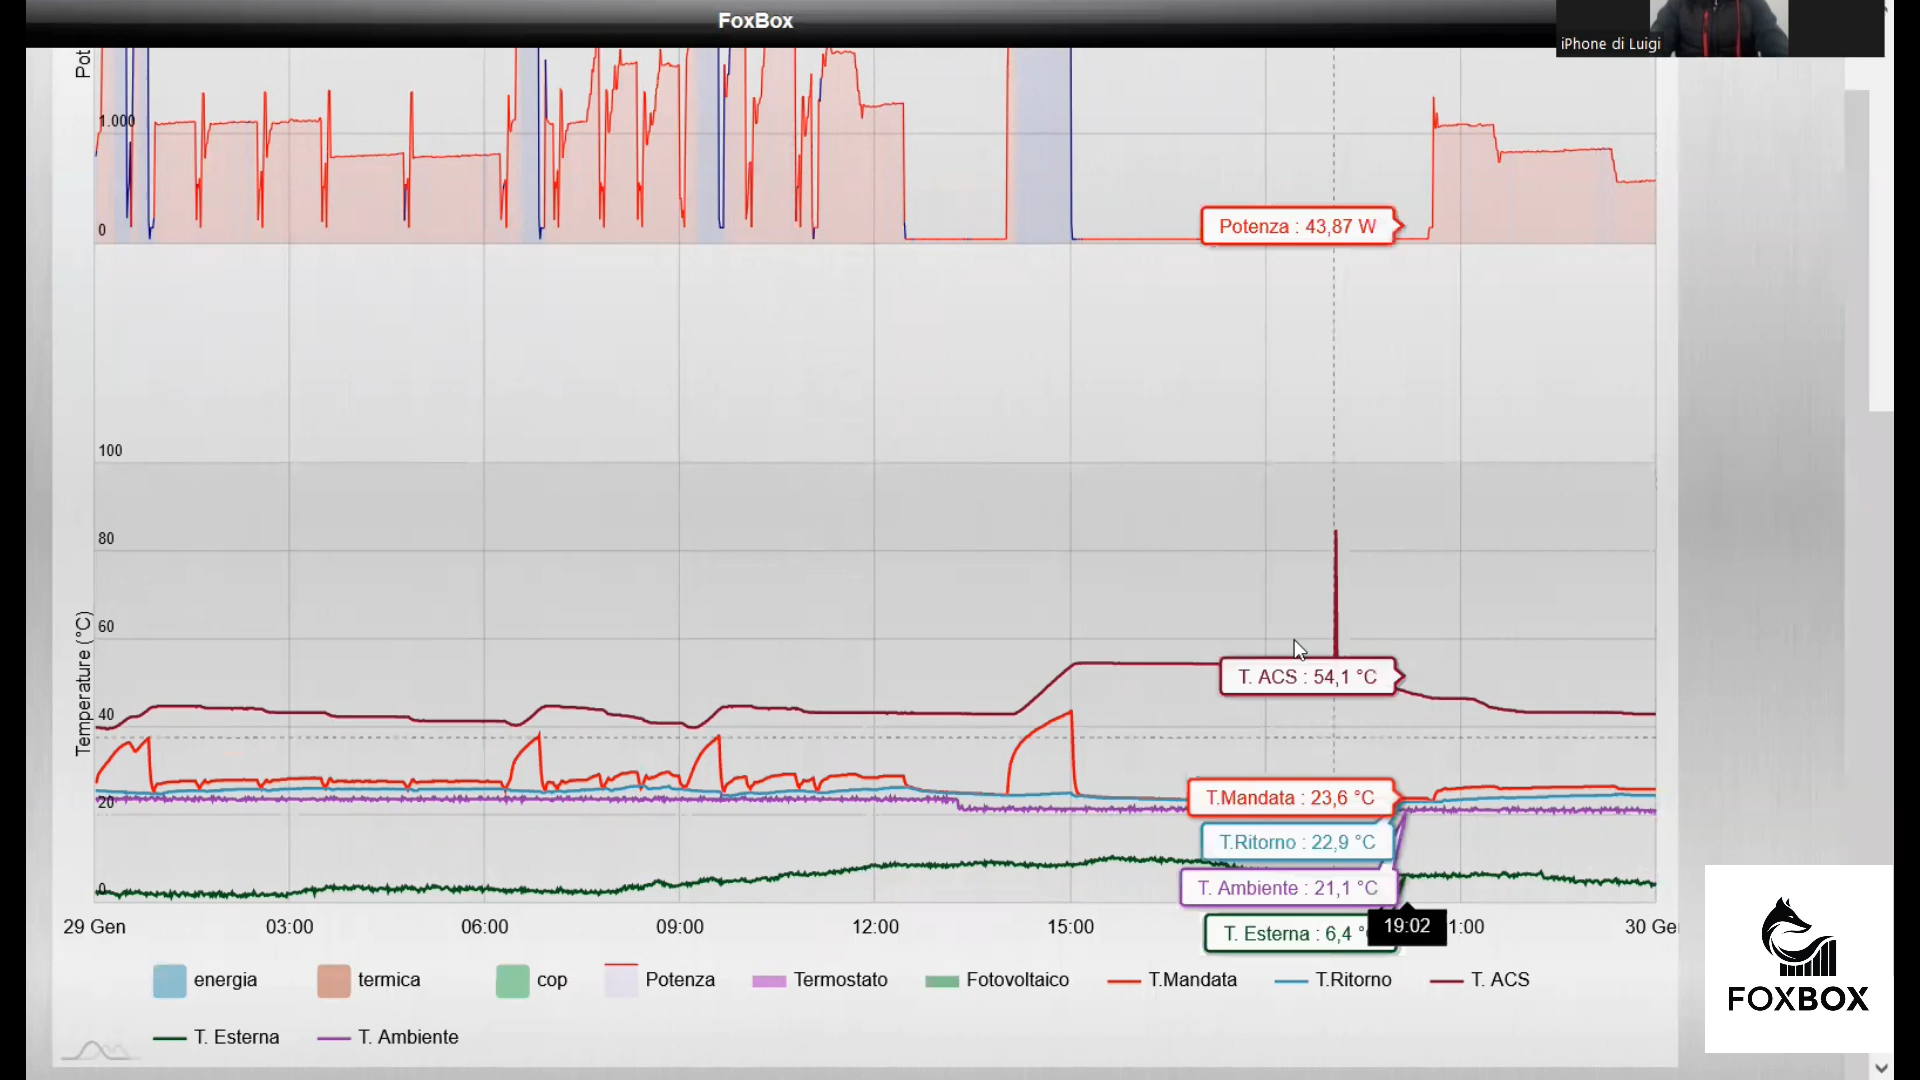 FoxBox
iPhone di Luigi
Pot
1.000
0
Potenza : 43,87 W
100
80
60
40
20
0
Temperature (°C)
T. ACS : 54,1 °C
T.Mandata : 23,6 °C
T.Ritorno : 22,9 °C
T. Ambiente : 21,1 °C
T. Esterna : 6,4 °
19:02
29 Gen 03:00 06:00 09:00 12:00 15:00 1:00 30 Ge
energia termica cop Potenza Termostato Fotovoltaico T.Mandata T.Ritorno T. ACS
T. Esterna T. Ambiente
FOXBOX